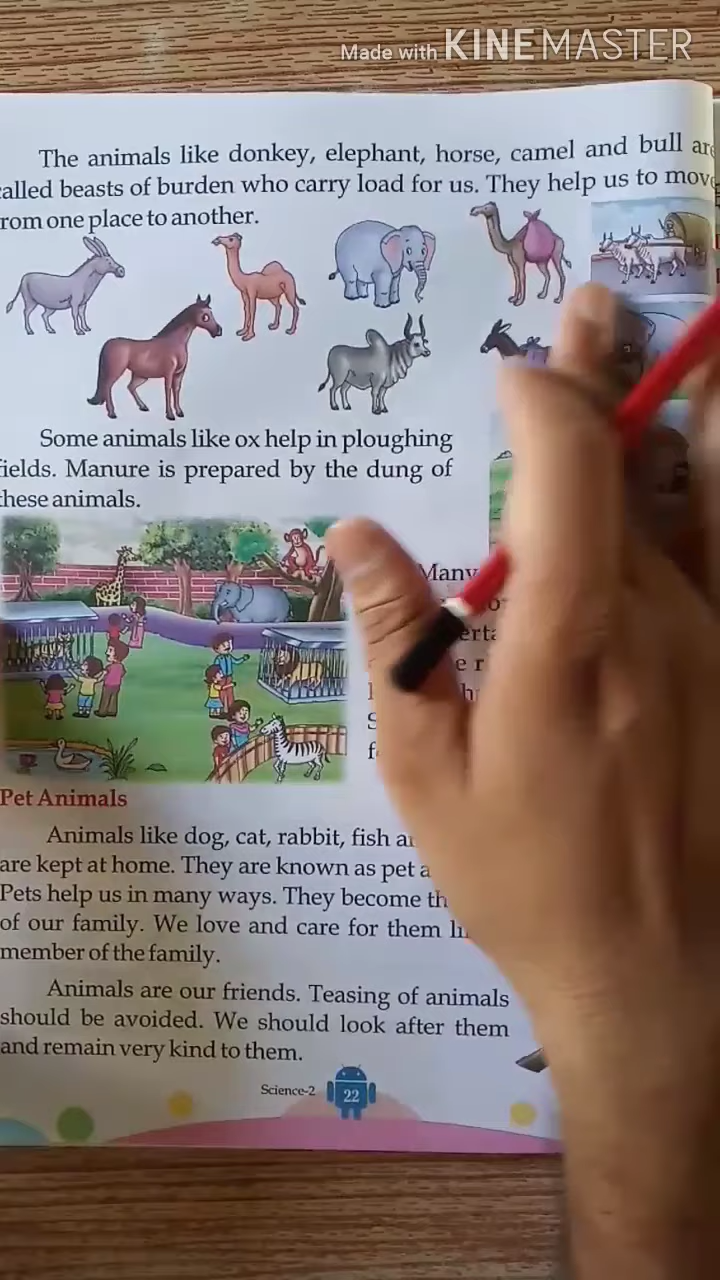 Made with KINEMASTER
The animals like donkey, elephant, horse, camel and bull are
alled beasts of burden who carry load for us. They help us to move
rom one place to another.
Some animals like ox help in ploughing
ields. Manure is prepared by the dung of
hese animals.
Many
Pet Animals
Animals like dog, cat, rabbit, fish
are kept at home. They are known as pet
Pets help us in many ways. They become
of our family. We love and care for them
member of the family.
Animals are our friends. Teasing of animals
should be avoided. We should look after them
and remain very kind to them.
Science-2 22